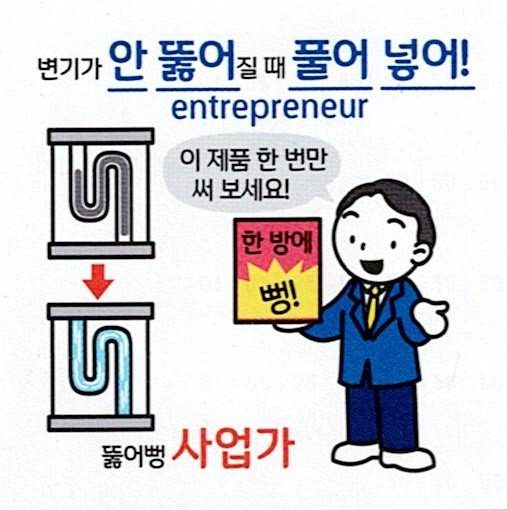 변기가 안 뚫어질 때 풀어 넣어!
entrepreneur
이 제품 한 번만
써 보세요!
한 방에
뻥!
뚫어뻥 사업가